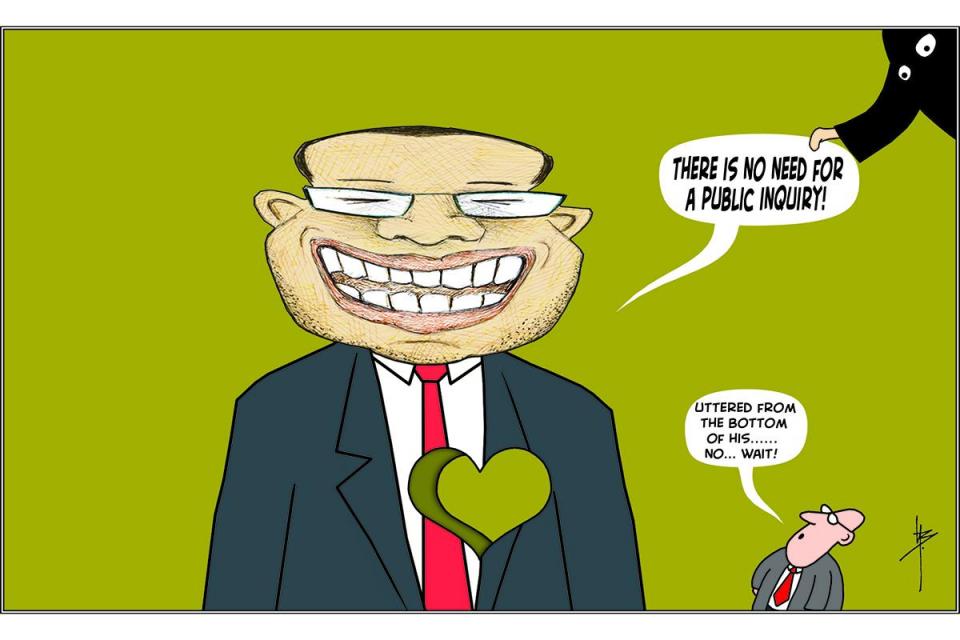 THERE IS NO NEED FOR
A PUBLIC INQUIRY!
UTTERED FROM
THE BOTTOM
OF HIS......
NO... WAIT!